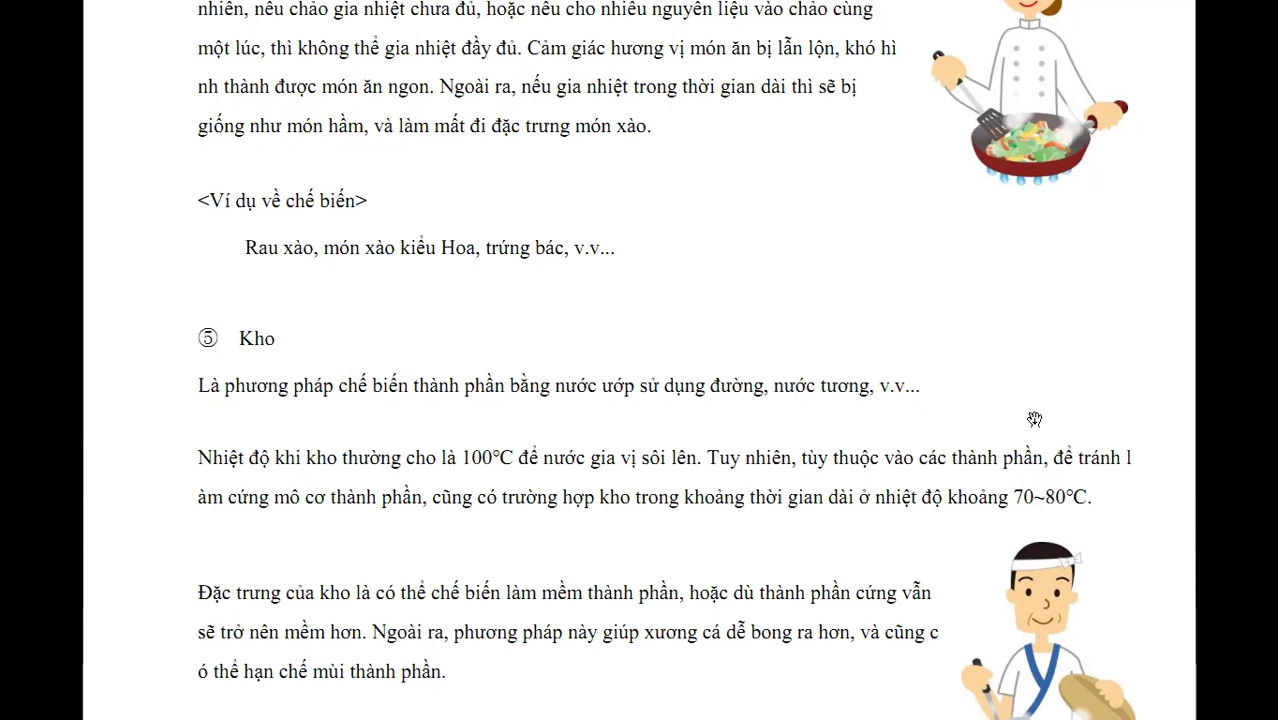 nhiên, nếu chảo gia nhiệt chưa đủ, hoặc nếu cho nhiều nguyên liệu vào chảo cùng
một lúc, thì không thể gia nhiệt đầy đủ. Cảm giác hương vị món ăn bị lẫn lộn, khó hì
nh thành được món ăn ngon. Ngoài ra, nếu gia nhiệt trong thời gian dài thì sẽ bị
giống như món hầm, và làm mất đi đặc trưng món xào.
<Ví dụ về chế biến>
Rau xào, món xào kiểu Hoa, trứng bác, v.v...
⑤ Kho
Là phương pháp chế biến thành phần bằng nước ướp sử dụng đường, nước tương, v.v...
Nhiệt độ khi kho thường cho là 100℃ để nước gia vị sôi lên. Tuy nhiên, tùy thuộc vào các thành phần, để tránh l
àm cứng mô cơ thành phần, cũng có trường hợp kho trong khoảng thời gian dài ở nhiệt độ khoảng 70~80℃.
Đặc trưng của kho là có thể chế biến làm mềm thành phần, hoặc dù thành phần cứng vẫn
sẽ trở nên mềm hơn. Ngoài ra, phương pháp này giúp xương cá dễ bong ra hơn, và cũng c
ó thể hạn chế mùi thành phần.